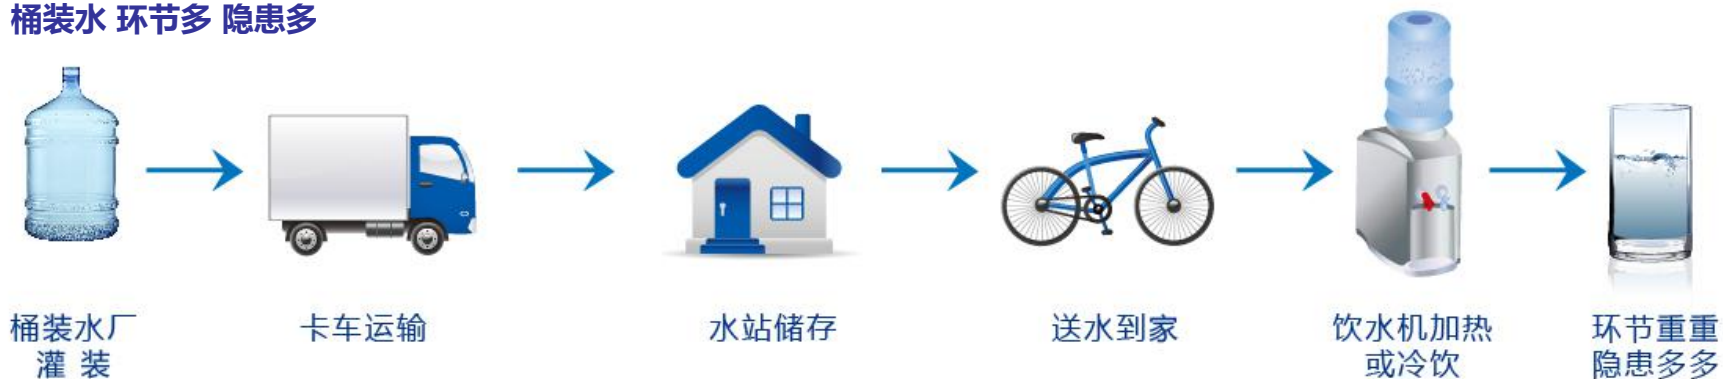 桶装水 环节多 隐患多
桶装水厂
灌 装
卡车运输
水站储存
送水到家
饮水机加热
或冷饮
环节重重
隐患多多